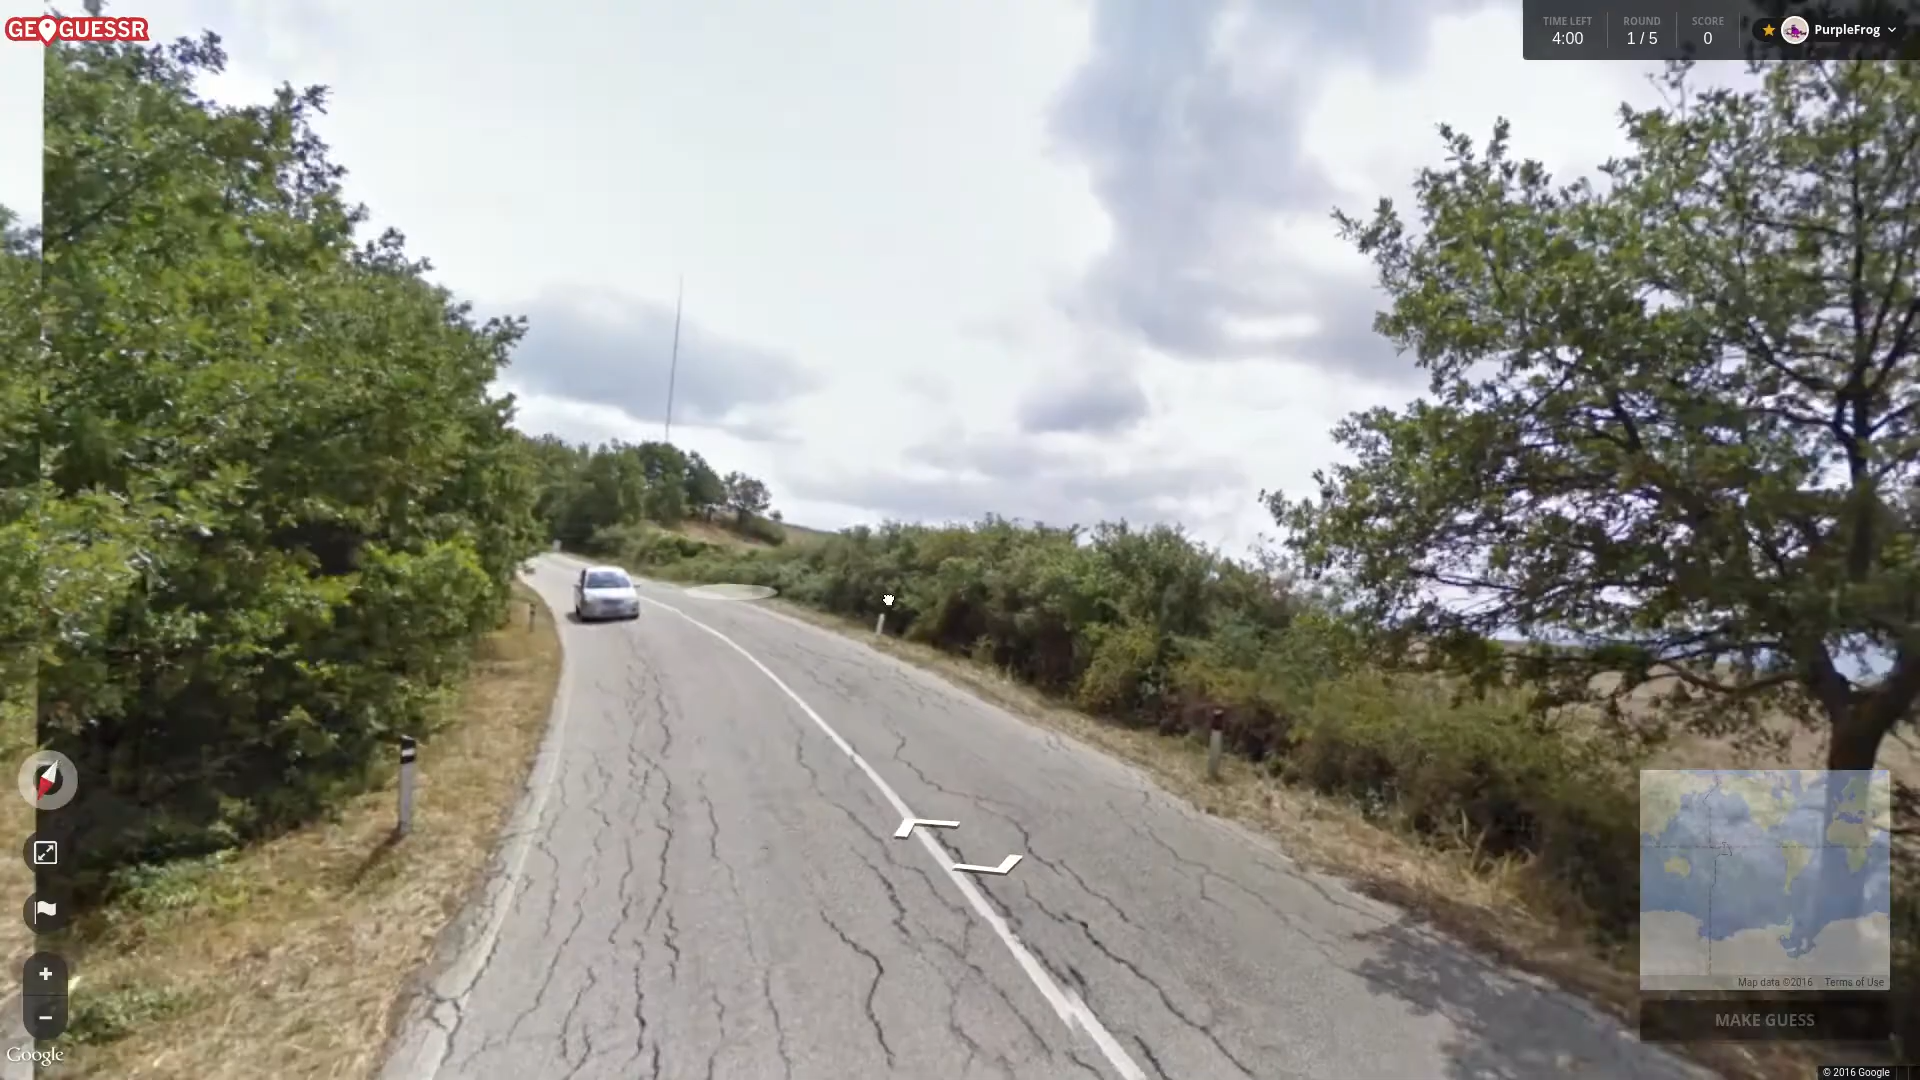 GEOGUESSR
TIME LEFT
4:00
ROUND
1 / 5
SCORE
0
PurpleFrog
Map data ©2016 Terms of Use
MAKE GUESS
Google
© 2016 Google